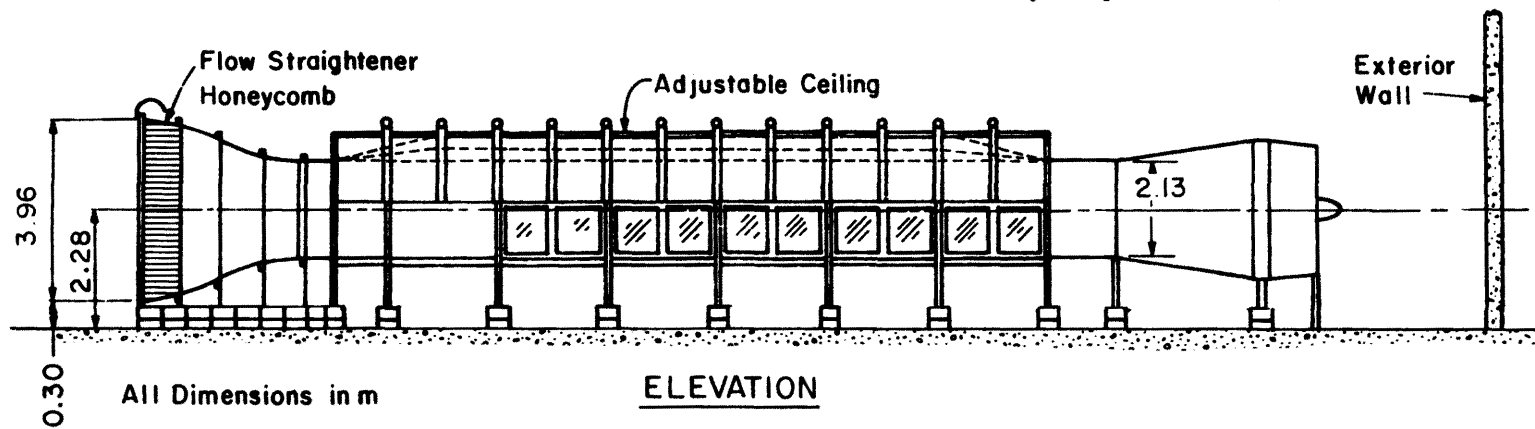 Flow Straightener
Honeycomb
Adjustable Ceiling
Exterior
Wall
3.96
2.28
2.13
0.30
All Dimensions in m
ELEVATION